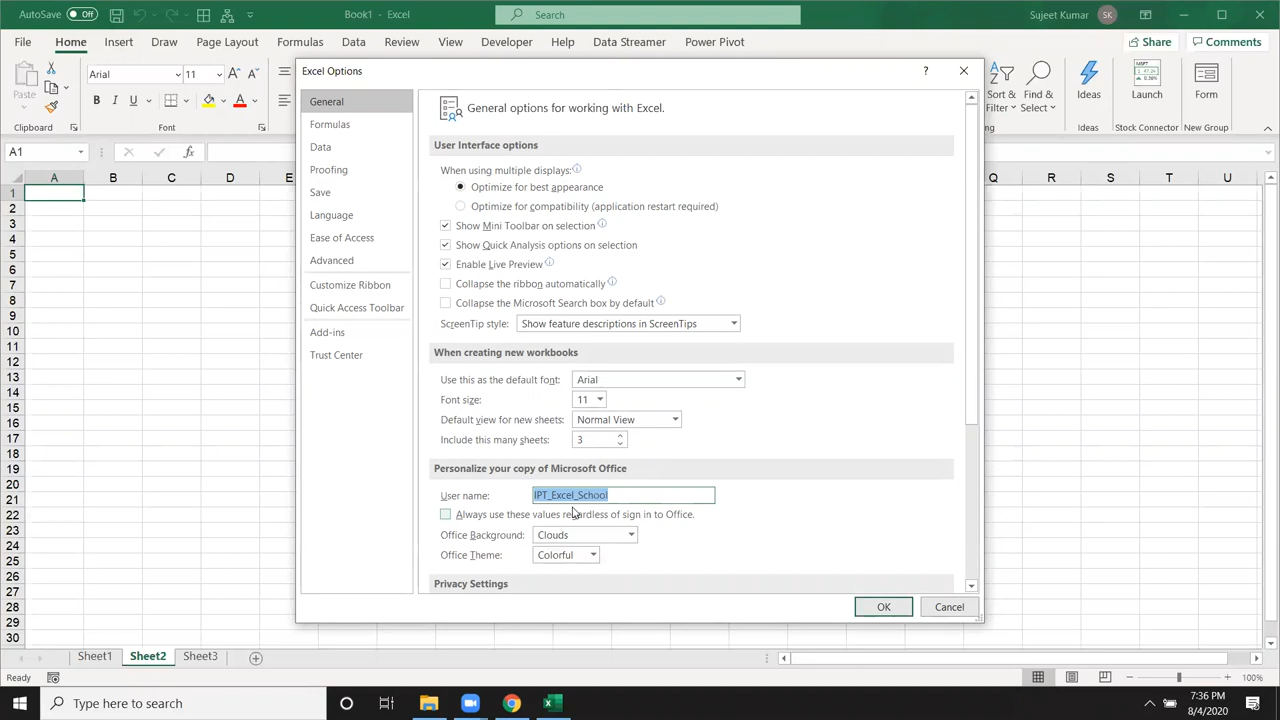 AutoSave Off Book1 - Excel Search Sujeet Kumar SK
File Home Insert Draw Page Layout Formulas Data Review View Developer Help Data Streamer Power Pivot Share Comments
Excel Options ?
Paste Arial 11 Sort & Filter Find & Select Ideas Launch Form
B I U A
Clipboard Font Ideas Stock Connector New Group
A1 fx
A B C D E Q R S T U
1
2
3
4
5
6
7
8
9
10
11
12
13
14
15
16
17
18
19
20
21
22
23
24
25
26
27
28
29
30
General
Formulas
Data
Proofing
Save
Language
Ease of Access
Advanced
Customize Ribbon
Quick Access Toolbar
Add-ins
Trust Center
General options for working with Excel.
User Interface options
When using multiple displays:
Optimize for best appearance
Optimize for compatibility (application restart required)
Show Mini Toolbar on selection
Show Quick Analysis options on selection
Enable Live Preview
Collapse the ribbon automatically
Collapse the Microsoft Search box by default
ScreenTip style: Show feature descriptions in ScreenTips
When creating new workbooks
Use this as the default font: Arial
Font size: 11
Default view for new sheets: Normal View
Include this many sheets: 3
Personalize your copy of Microsoft Office
User name: IPT_Excel_School
Always use these values regardless of sign in to Office.
Office Background: Clouds
Office Theme: Colorful
Privacy Settings
OK Cancel
Sheet1 Sheet2 Sheet3
Ready 100%
Type here to search 7:36 PM
8/4/2020